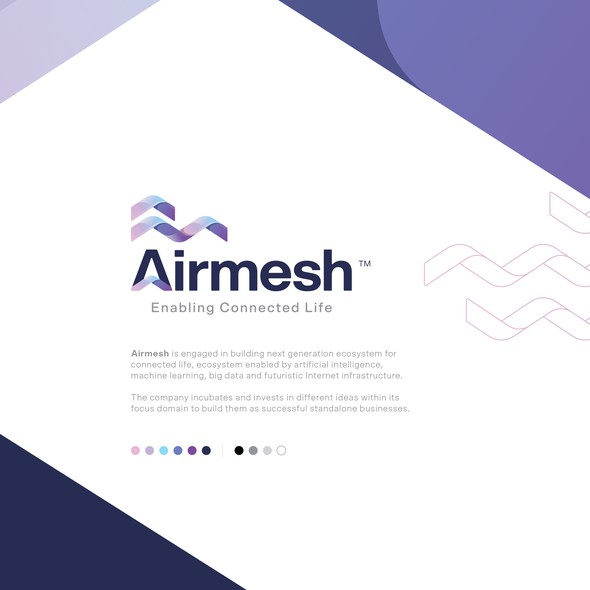 Airmesh™
Enabling Connected Life
Airmesh is engaged in building next generation ecosystem for
connected life, ecosystem enabled by artificial intelligence,
machine learning, big data and futuristic Internet infrastructure.
The company incubates and invests in different ideas within its
focus domain to build them as successful standalone businesses.